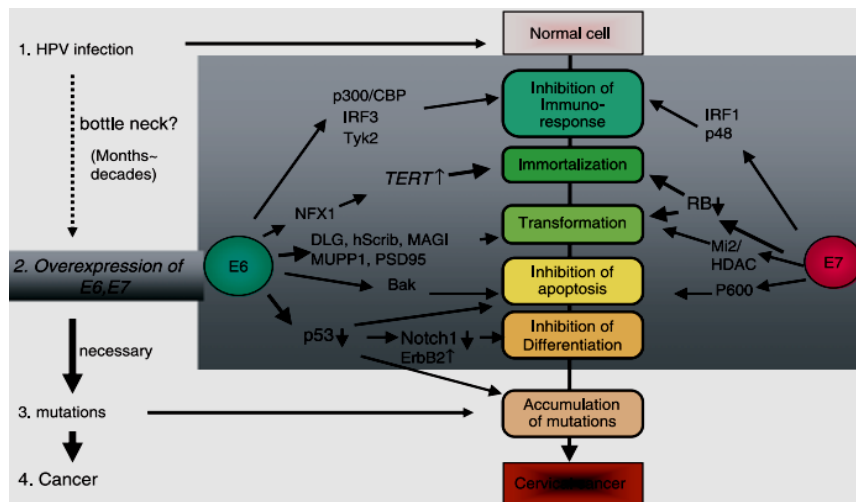 1. HPV infection
bottle neck?
(Months~
decades)
2. Overexpression of
E6,E7
necessary
3. mutations
4. Cancer
E6
p300/CBP
IRF3
Tyk2
NFX1
TERT↑
DLG, hScrib, MAGI
MUPP1, PSD95
Bak
p53
Notch1
ErbB2↑
Normal cell
Inhibition of
Immuno-
response
Immortalization
Transformation
Inhibition of
apoptosis
Inhibition of
Differentiation
Accumulation
of mutations
Cervical cancer
IRF1
p48
RB
Mi2/
HDAC
P600
E7